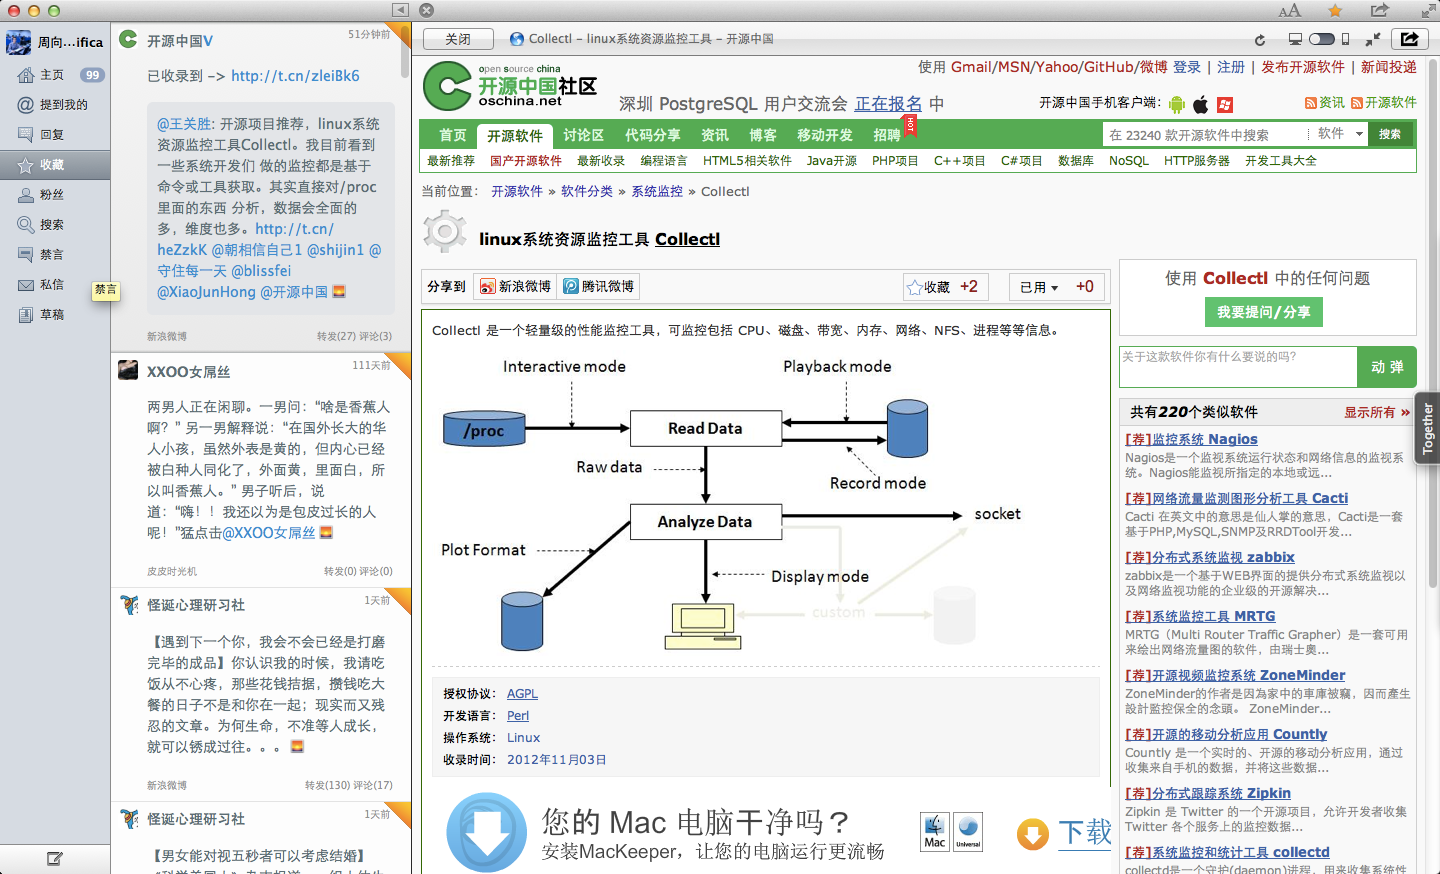 周向...ifica
主页 99
提到我的
回复
收藏
粉丝
搜索
禁言
私信
草稿
禁言
开源中国V
51分钟前
已收录到 –> http://t.cn/zleiBk6
@王关胜: 开源项目推荐，linux系统
资源监控工具Collectl。我目前看到
一些系统开发们 做的监控都是基于
命令或工具获取。其实直接对/proc
里面的东西 分析，数据会全面的
多，维度也多。http://t.cn/
heZzkK @朝相信自己1 @shijin1 @
守住每一天 @blissfei
@XiaoJunHong @开源中国
新浪微博
转发(27) 评论(3)
XXOO女屌丝
111天前
两男人正在闲聊。一男问：“啥是香蕉人
啊？” 另一男解释说：“在国外长大的华
人小孩，虽然外表是黄的，但内心已经
被白种人同化了，外面黄，里面白，所
以叫香蕉人。” 男子听后，说
道：“嗨！！我还以为是包皮过长的人
呢！”猛点击@XXOO女屌丝
皮皮时光机
转发(0) 评论(0)
怪诞心理研习社
1天前
【遇到下一个你，我会不会已经是打磨
完毕的成品】你认识我的时候，我请吃
饭从不心疼，那些花钱拮据，攒钱吃大
餐的日子不是和你在一起；现实而又残
忍的文章。为何生命，不准等人成长，
就可以锈成过往。。。
新浪微博
转发(130) 评论(17)
怪诞心理研习社
1天前
【男女能对视五秒者可以考虑结婚】
关闭
Collectl – linux系统资源监控工具 – 开源中国
AA
open source china
开源中国社区
oschina.net
深圳 PostgreSQL 用户交流会 正在报名 中
使用 Gmail/MSN/Yahoo/GitHub/微博 登录 | 注册 | 发布开源软件 | 新闻投递
开源中国手机客户端:
资讯 开源软件
首页 开源软件 讨论区 代码分享 资讯 博客 移动开发 招聘 HOT
在 23240 款开源软件中搜索 软件 搜索
最新推荐 国产开源软件 最新收录 编程语言 HTML5相关软件 Java开源 PHP项目 C++项目 C#项目 数据库 NoSQL HTTP服务器 开发工具大全
当前位置： 开源软件 » 软件分类 » 系统监控 » Collectl
linux系统资源监控工具 Collectl
分享到 新浪微博 腾讯微博
收藏 +2 已用 +0
Collectl 是一个轻量级的性能监控工具，可监控包括 CPU、磁盘、带宽、内存、网络、NFS、进程等等信息。
Interactive mode
Playback mode
/proc
Read Data
Raw data
Record mode
Analyze Data
socket
Plot Format
Display mode
custom
授权协议： AGPL
开发语言： Perl
操作系统： Linux
收录时间： 2012年11月03日
您的 Mac 电脑干净吗？
安装MacKeeper，让您的电脑运行更流畅
Mac
Universal
下载
使用 Collectl 中的任何问题
我要提问/分享
关于这款软件你有什么要说的吗?
动 弹
共有220个类似软件 显示所有 »
[荐]监控系统 Nagios
Nagios是一个监视系统运行状态和网络信息的监视系
统。Nagios能监视所指定的本地或远...
[荐]网络流量监测图形分析工具 Cacti
Cacti 在英文中的意思是仙人掌的意思，Cacti是一套
基于PHP,MySQL,SNMP及RRDTool开发...
[荐]分布式系统监视 zabbix
zabbix是一个基于WEB界面的提供分布式系统监视以
及网络监视功能的企业级的开源解决...
[荐]系统监控工具 MRTG
MRTG（Multi Router Traffic Grapher）是一套可用
来绘出网络流量图的软件，由瑞士奥...
[荐]开源视频监控系统 ZoneMinder
ZoneMinder的作者是因為家中的車庫被竊，因而產生
設計監控保全的念頭。 ZoneMinder...
[荐]开源的移动分析应用 Countly
Countly 是一个实时的、开源的移动分析应用，通过
收集来自手机的数据，并将这些数据...
[荐]分布式跟踪系统 Zipkin
Zipkin 是 Twitter 的一个开源项目，允许开发者收集
Twitter 各个服务上的监控数据...
[荐]系统监控和统计工具 collectd
collectd是一个守护(daemon)进程，用来收集系统性
Together